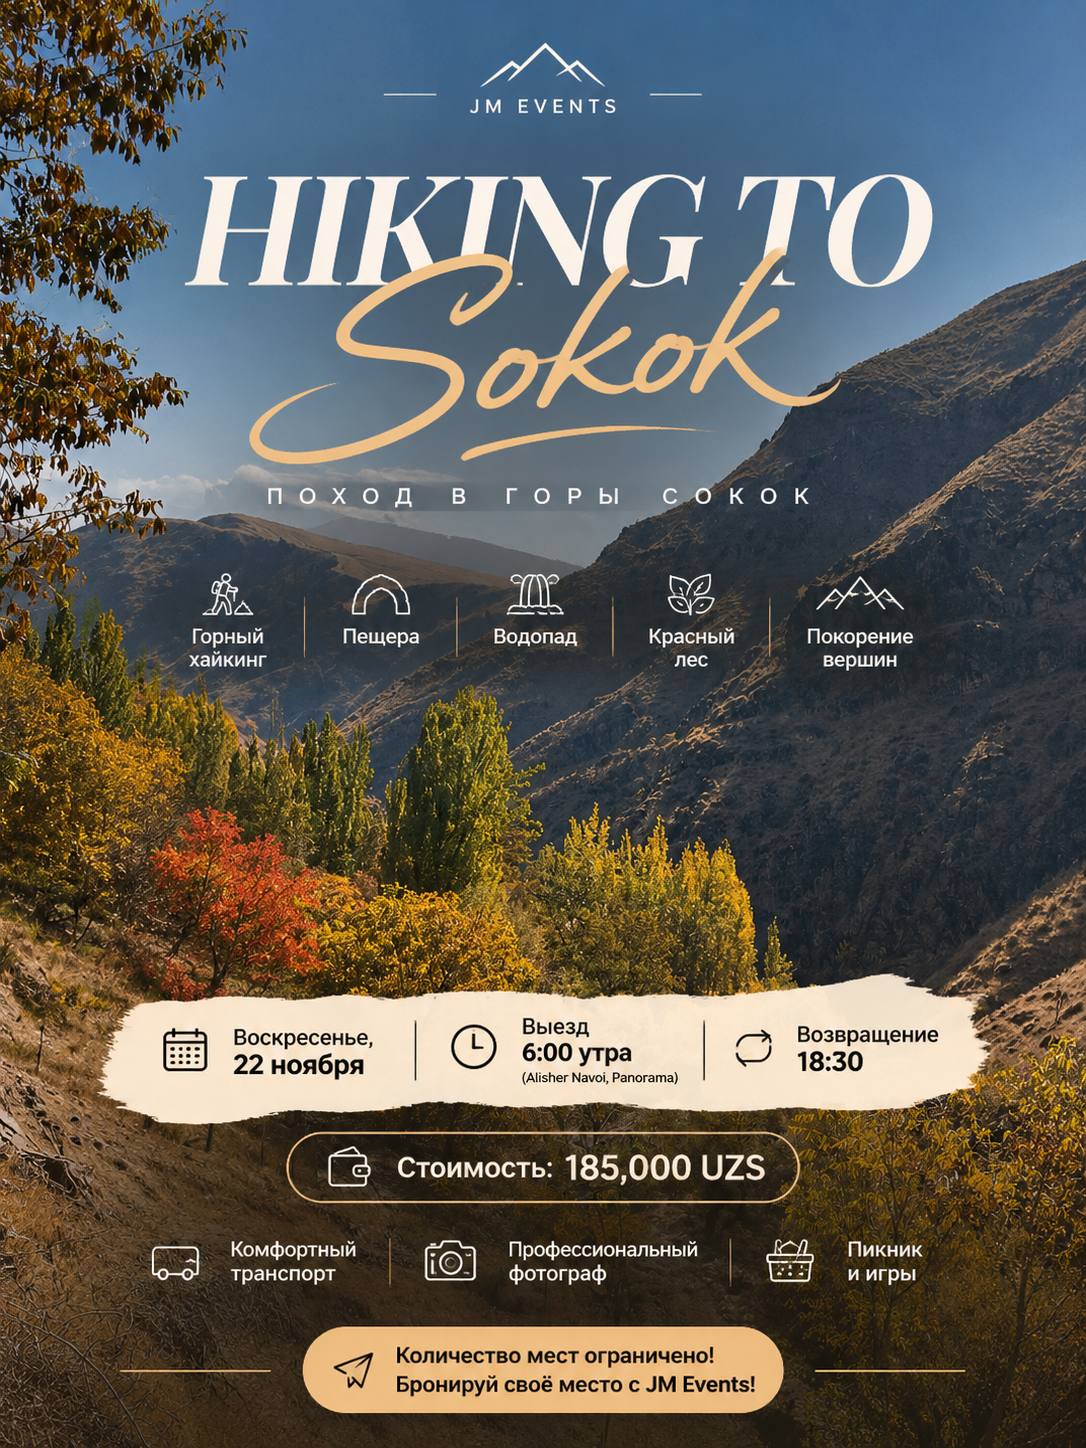 JM EVENTS
HIKING TO
Sokok
ПОХОД В ГОРЫ СОКОК
Горный
хайкинг
Пещера
Водопад
Красный
лес
Покорение
вершин
Воскресенье,
22 ноября
Выезд
6:00 утра
(Alisher Navoi, Panorama)
Возвращение
18:30
Стоимость: 185,000 UZS
Комфортный
транспорт
Профессиональный
фотограф
Пикник
и игры
Количество мест ограничено!
Бронируй своё место с JM Events!